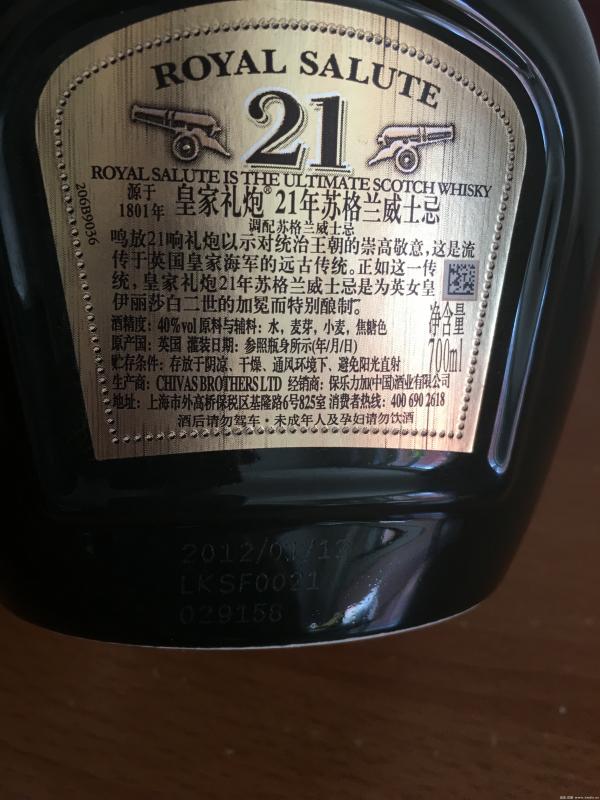 ROYAL SALUTE
21
ROYAL SALUTE IS THE ULTIMATE SCOTCH WHISKY
源于
1801年
皇家礼炮®21年苏格兰威士忌
调配苏格兰威士忌
鸣放21响礼炮以示对统治王朝的崇高敬意,这是流
传于英国皇家海军的远古传统。正如这一传
统,皇家礼炮21年苏格兰威士忌是为英女皇
伊丽莎白二世的加冕而特别酿制。
净含量
700ml
酒精度: 40%vol 原料与辅料: 水, 麦芽, 小麦, 焦糖色
原产国: 英国 灌装日期: 参照瓶身所示(年/月/日)
贮存条件: 存放于阴凉、干燥、通风环境下、避免阳光直射
生产商: CHIVAS BROTHERS LTD 经销商: 保乐力加(中国)酒业有限公司
地址: 上海市外高桥保税区基隆路6号825室 消费者热线: 400 690 2618
酒后请勿驾车·未成年人及孕妇请勿饮酒
20689036
2012/01/12
LKSF0021
029158